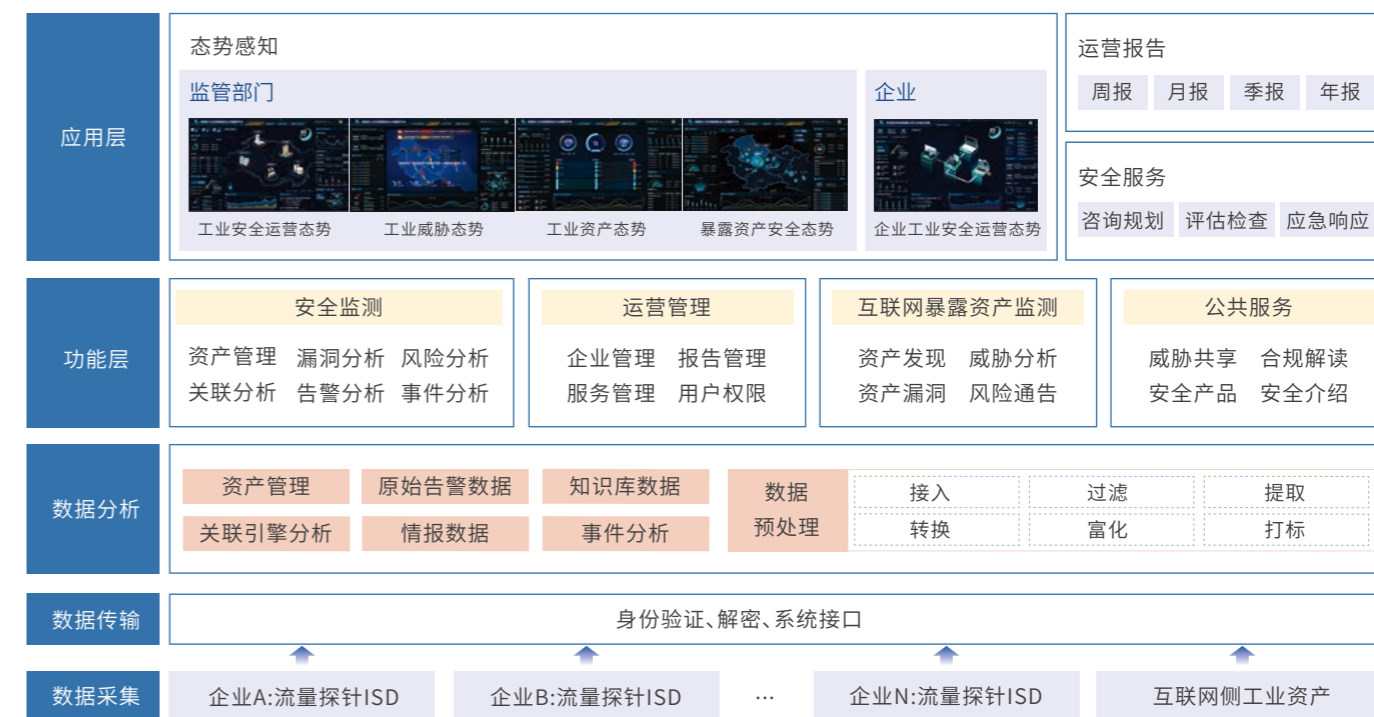 应用层
态势感知
监管部门
工业安全运营态势
工业威胁态势
工业资产态势
暴露资产安全态势
企业
企业工业安全运营态势
运营报告
周报 月报 季报 年报
安全服务
咨询规划 评估检查 应急响应
功能层
安全监测
资产管理 漏洞分析 风险分析
关联分析 告警分析 事件分析
运营管理
企业管理 报告管理
服务管理 用户权限
互联网暴露资产监测
资产发现 威胁分析
资产漏洞 风险通告
公共服务
威胁共享 合规解读
安全产品 安全介绍
数据分析
资产管理 原始告警数据 知识库数据
关联引擎分析 情报数据 事件分析
数据
预处理
接入 过滤 提取
转换 富化 打标
数据传输
身份验证、解密、系统接口
数据采集
企业A:流量探针ISD 企业B:流量探针ISD … 企业N:流量探针ISD 互联网侧工业资产